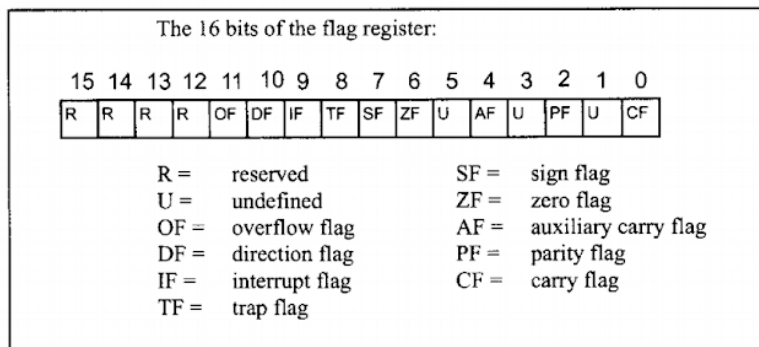 The 16 bits of the flag register:
15 14 13 12 11 10 9 8 7 6 5 4 3 2 1 0
R R R R OF DF IF TF SF ZF U AF U PF U CF
R = reserved SF = sign flag
U = undefined ZF = zero flag
OF = overflow flag AF = auxiliary carry flag
DF = direction flag PF = parity flag
IF = interrupt flag CF = carry flag
TF = trap flag